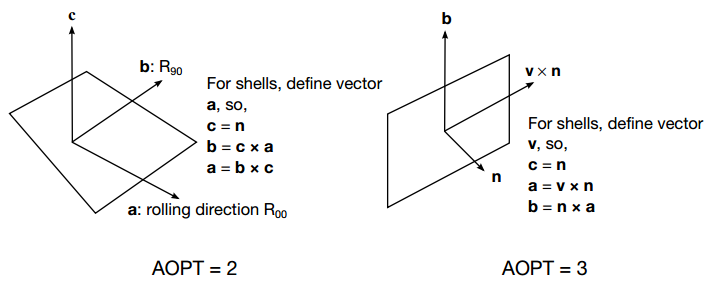 c
b: R90
For shells, define vector
a, so,
c = n
b = c × a
a = b × c
a: rolling direction R00
AOPT = 2
b
v × n
n
For shells, define vector
v, so,
c = n
a = v × n
b = n × a
AOPT = 3